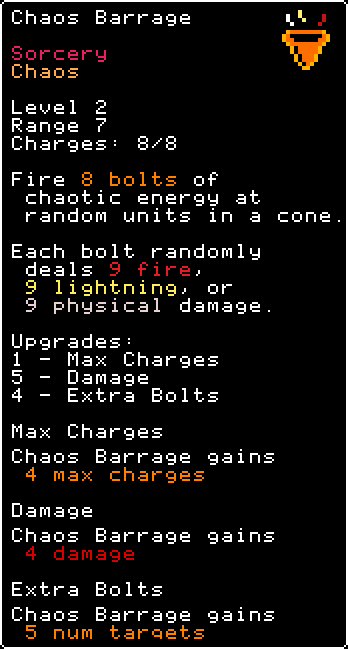 Chaos Barrage
Sorcery
Chaos
Level 2
Range 7
Charges: 8/8
Fire 8 bolts of
chaotic energy at
random units in a cone.
Each bolt randomly
deals 9 fire,
9 lightning, or
9 physical damage.
Upgrades:
1 - Max Charges
5 - Damage
4 - Extra Bolts
Max Charges
Chaos Barrage gains
4 max charges
Damage
Chaos Barrage gains
4 damage
Extra Bolts
Chaos Barrage gains
5 num targets